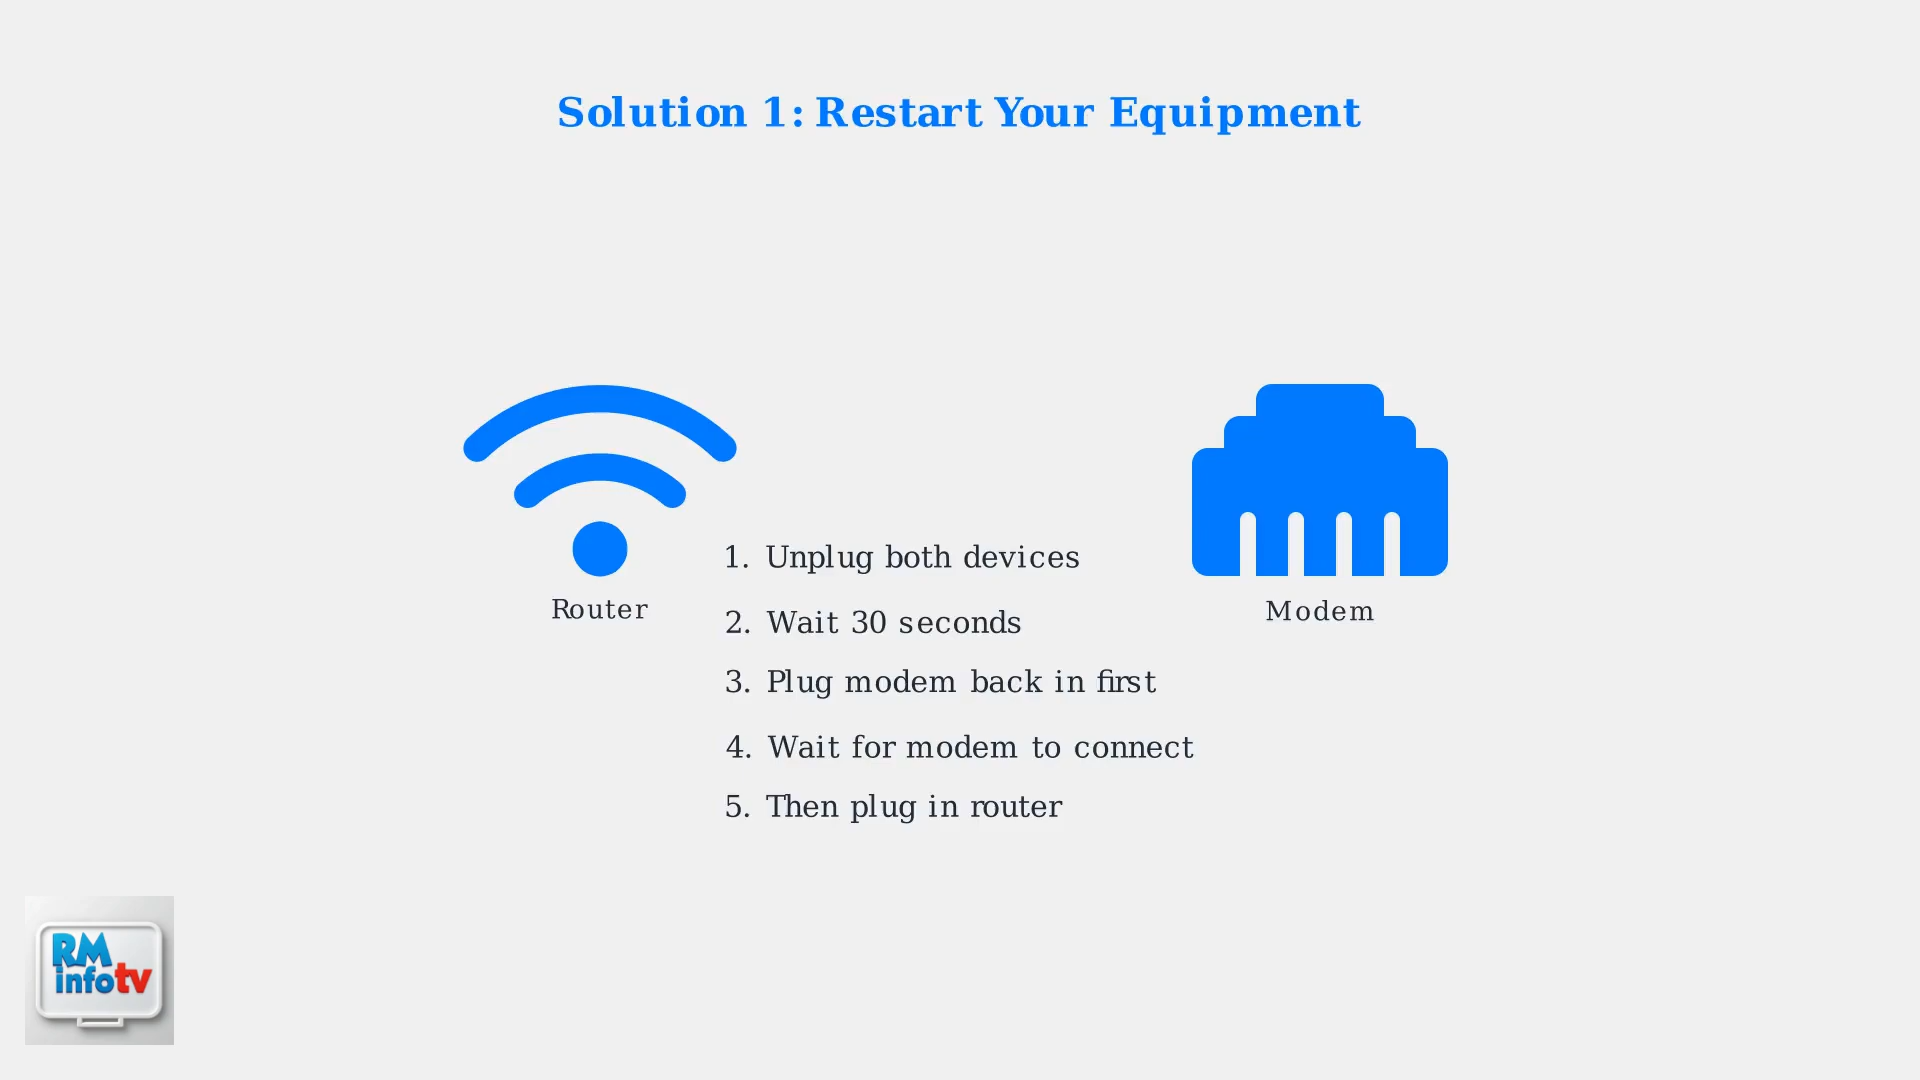 Solution 1: Restart Your Equipment
Router
Modem
1. Unplug both devices
2. Wait 30 seconds
3. Plug modem back in first
4. Wait for modem to connect
5. Then plug in router
RM
infotv